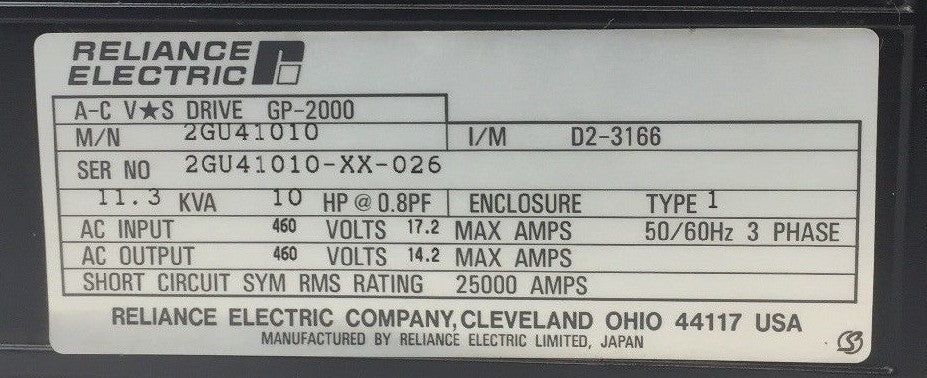 RELIANCE
ELECTRIC
A-C V★S DRIVE GP-2000
M/N 2GU41010 I/M D2-3166
SER NO 2GU41010-XX-026
11.3 KVA 10 HP @ 0.8PF ENCLOSURE TYPE 1
AC INPUT 460 VOLTS 17.2 MAX AMPS 50/60Hz 3 PHASE
AC OUTPUT 460 VOLTS 14.2 MAX AMPS
SHORT CIRCUIT SYM RMS RATING 25000 AMPS
RELIANCE ELECTRIC COMPANY, CLEVELAND OHIO 44117 USA
MANUFACTURED BY RELIANCE ELECTRIC LIMITED, JAPAN